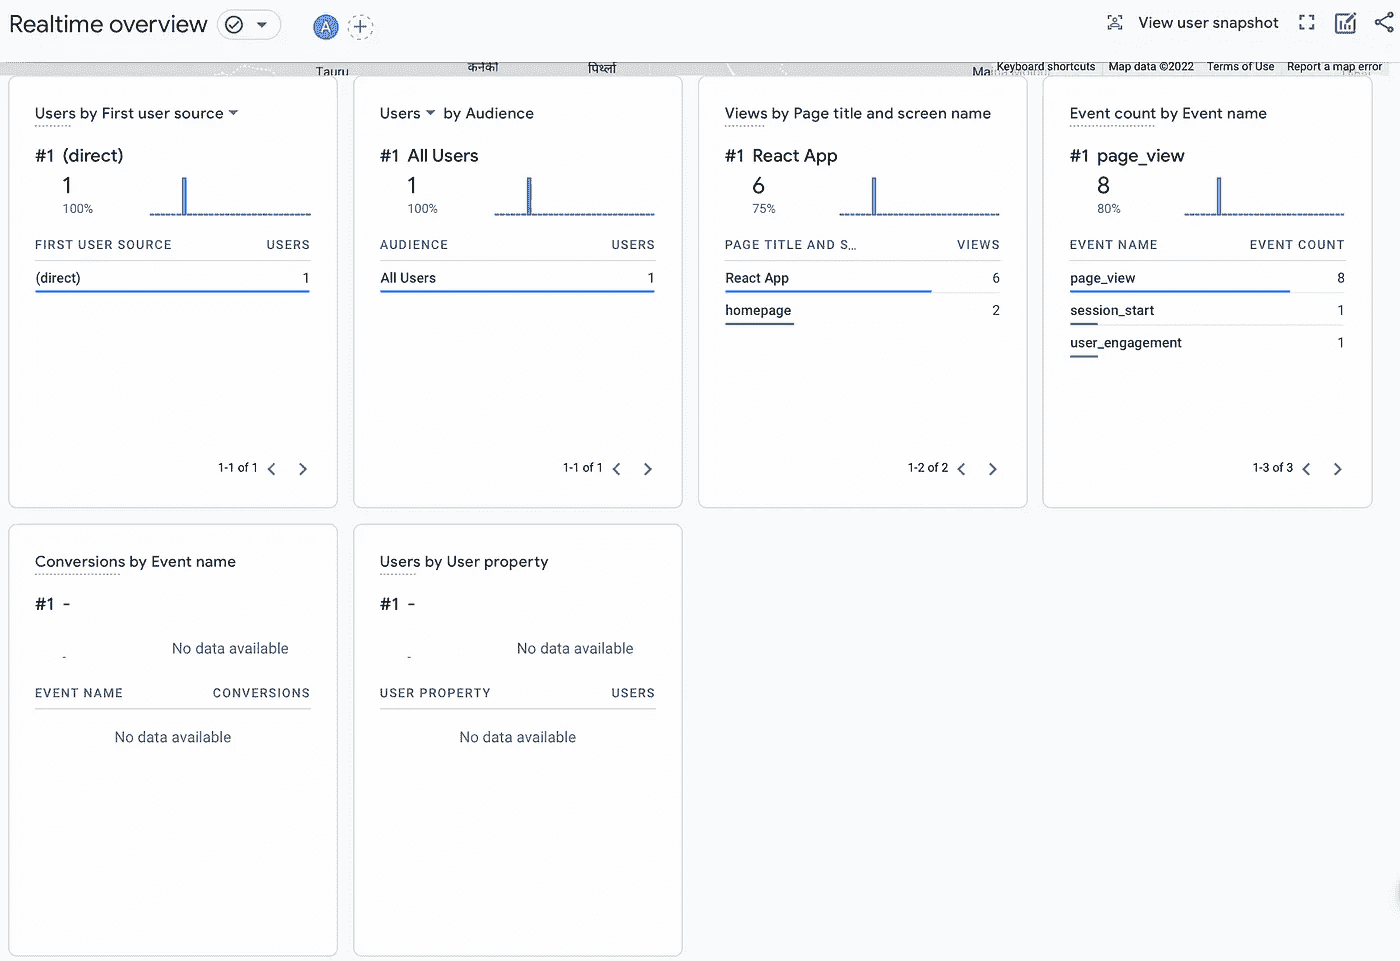 Realtime overview
A
View user snapshot
Tauru
कनेकी
पिर्थ्ला
Keyboard shortcuts
Map data ©2022
Terms of Use
Report a map error
Users by First user source
#1 (direct)
1
100%
FIRST USER SOURCE USERS
(direct) 1
1-1 of 1
Users by Audience
#1 All Users
1
100%
AUDIENCE USERS
All Users 1
1-1 of 1
Views by Page title and screen name
#1 React App
6
75%
PAGE TITLE AND S... VIEWS
React App 6
homepage 2
1-2 of 2
Event count by Event name
#1 page_view
8
80%
EVENT NAME EVENT COUNT
page_view 8
session_start 1
user_engagement 1
1-3 of 3
Conversions by Event name
#1 -
-
No data available
EVENT NAME CONVERSIONS
No data available
Users by User property
#1 -
-
No data available
USER PROPERTY USERS
No data available